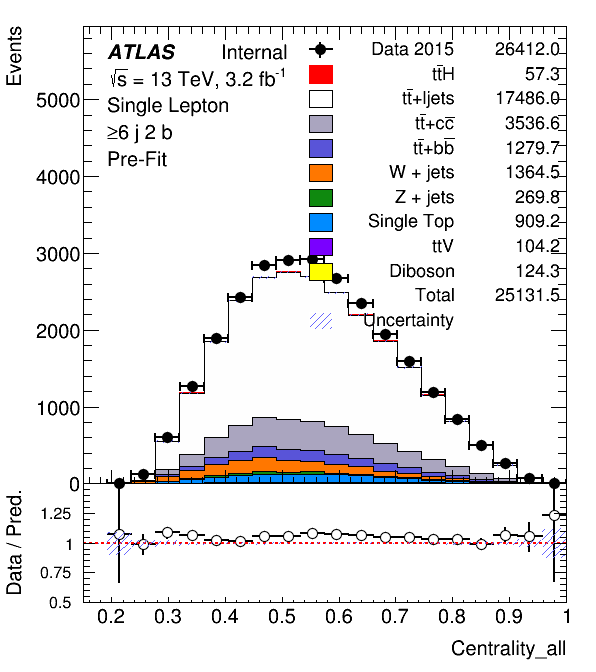 Events
ATLAS Internal
√s = 13 TeV, 3.2 fb⁻¹
Single Lepton
≥6 j 2 b
Pre-Fit
Data 2015 26412.0
tt̄H 57.3
tt̄+ljets 17486.0
tt̄+cc̄ 3536.6
tt̄+bb̄ 1279.7
W + jets 1364.5
Z + jets 269.8
Single Top 909.2
ttV 104.2
Diboson 124.3
Total 25131.5
Uncertainty
5000
4000
3000
2000
1000
0
Data / Pred.
1.25
1
0.75
0.5
0.2 0.3 0.4 0.5 0.6 0.7 0.8 0.9 1
Centrality_all